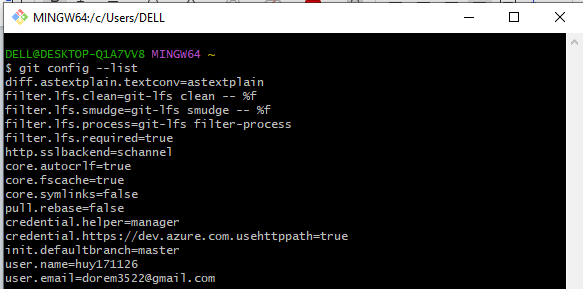 MINGW64:/c/Users/DELL
DELL@DESKTOP-Q1A7VV8 MINGW64 ~
$ git config --list
diff.astextplain.textconv=astextplain
filter.lfs.clean=git-lfs clean -- %f
filter.lfs.smudge=git-lfs smudge -- %f
filter.lfs.process=git-lfs filter-process
filter.lfs.required=true
http.sslbackend=schannel
core.autocrlf=true
core.fscache=true
core.symlinks=false
pull.rebase=false
credential.helper=manager
credential.https://dev.azure.com.usehttppath=true
init.defaultbranch=master
user.name=huy171126
user.email=dorem3522@gmail.com